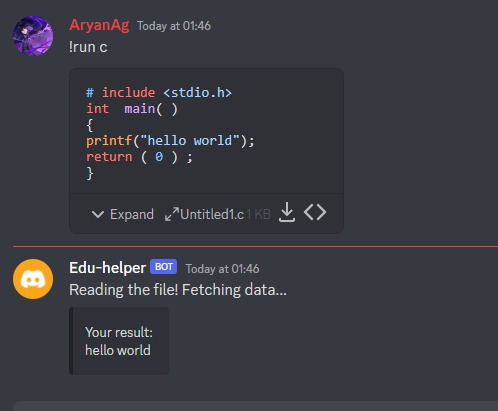 AryanAg Today at 01:46
!run c
# include <stdio.h>
int  main( )
{
printf("hello world");
return ( 0 ) ;
}
Expand Untitled1.c 1 KB
Edu-helper BOT Today at 01:46
Reading the file! Fetching data...
Your result:
hello world